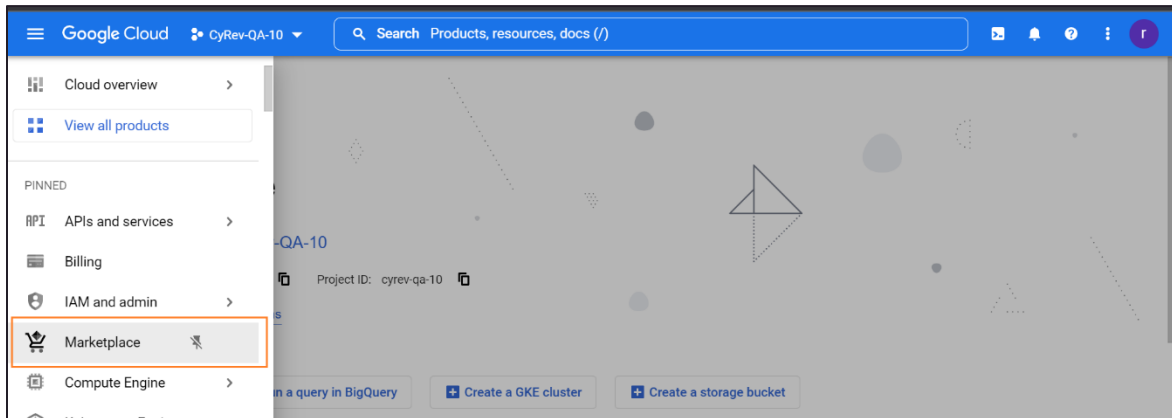 Google Cloud CyRev-QA-10 Search Products, resources, docs (/) r
Cloud overview
View all products
PINNED
API APIs and services
-QA-10
Billing
Project ID: cyrev-qa-10
IAM and admin
Marketplace
Compute Engine
n a query in BigQuery Create a GKE cluster Create a storage bucket